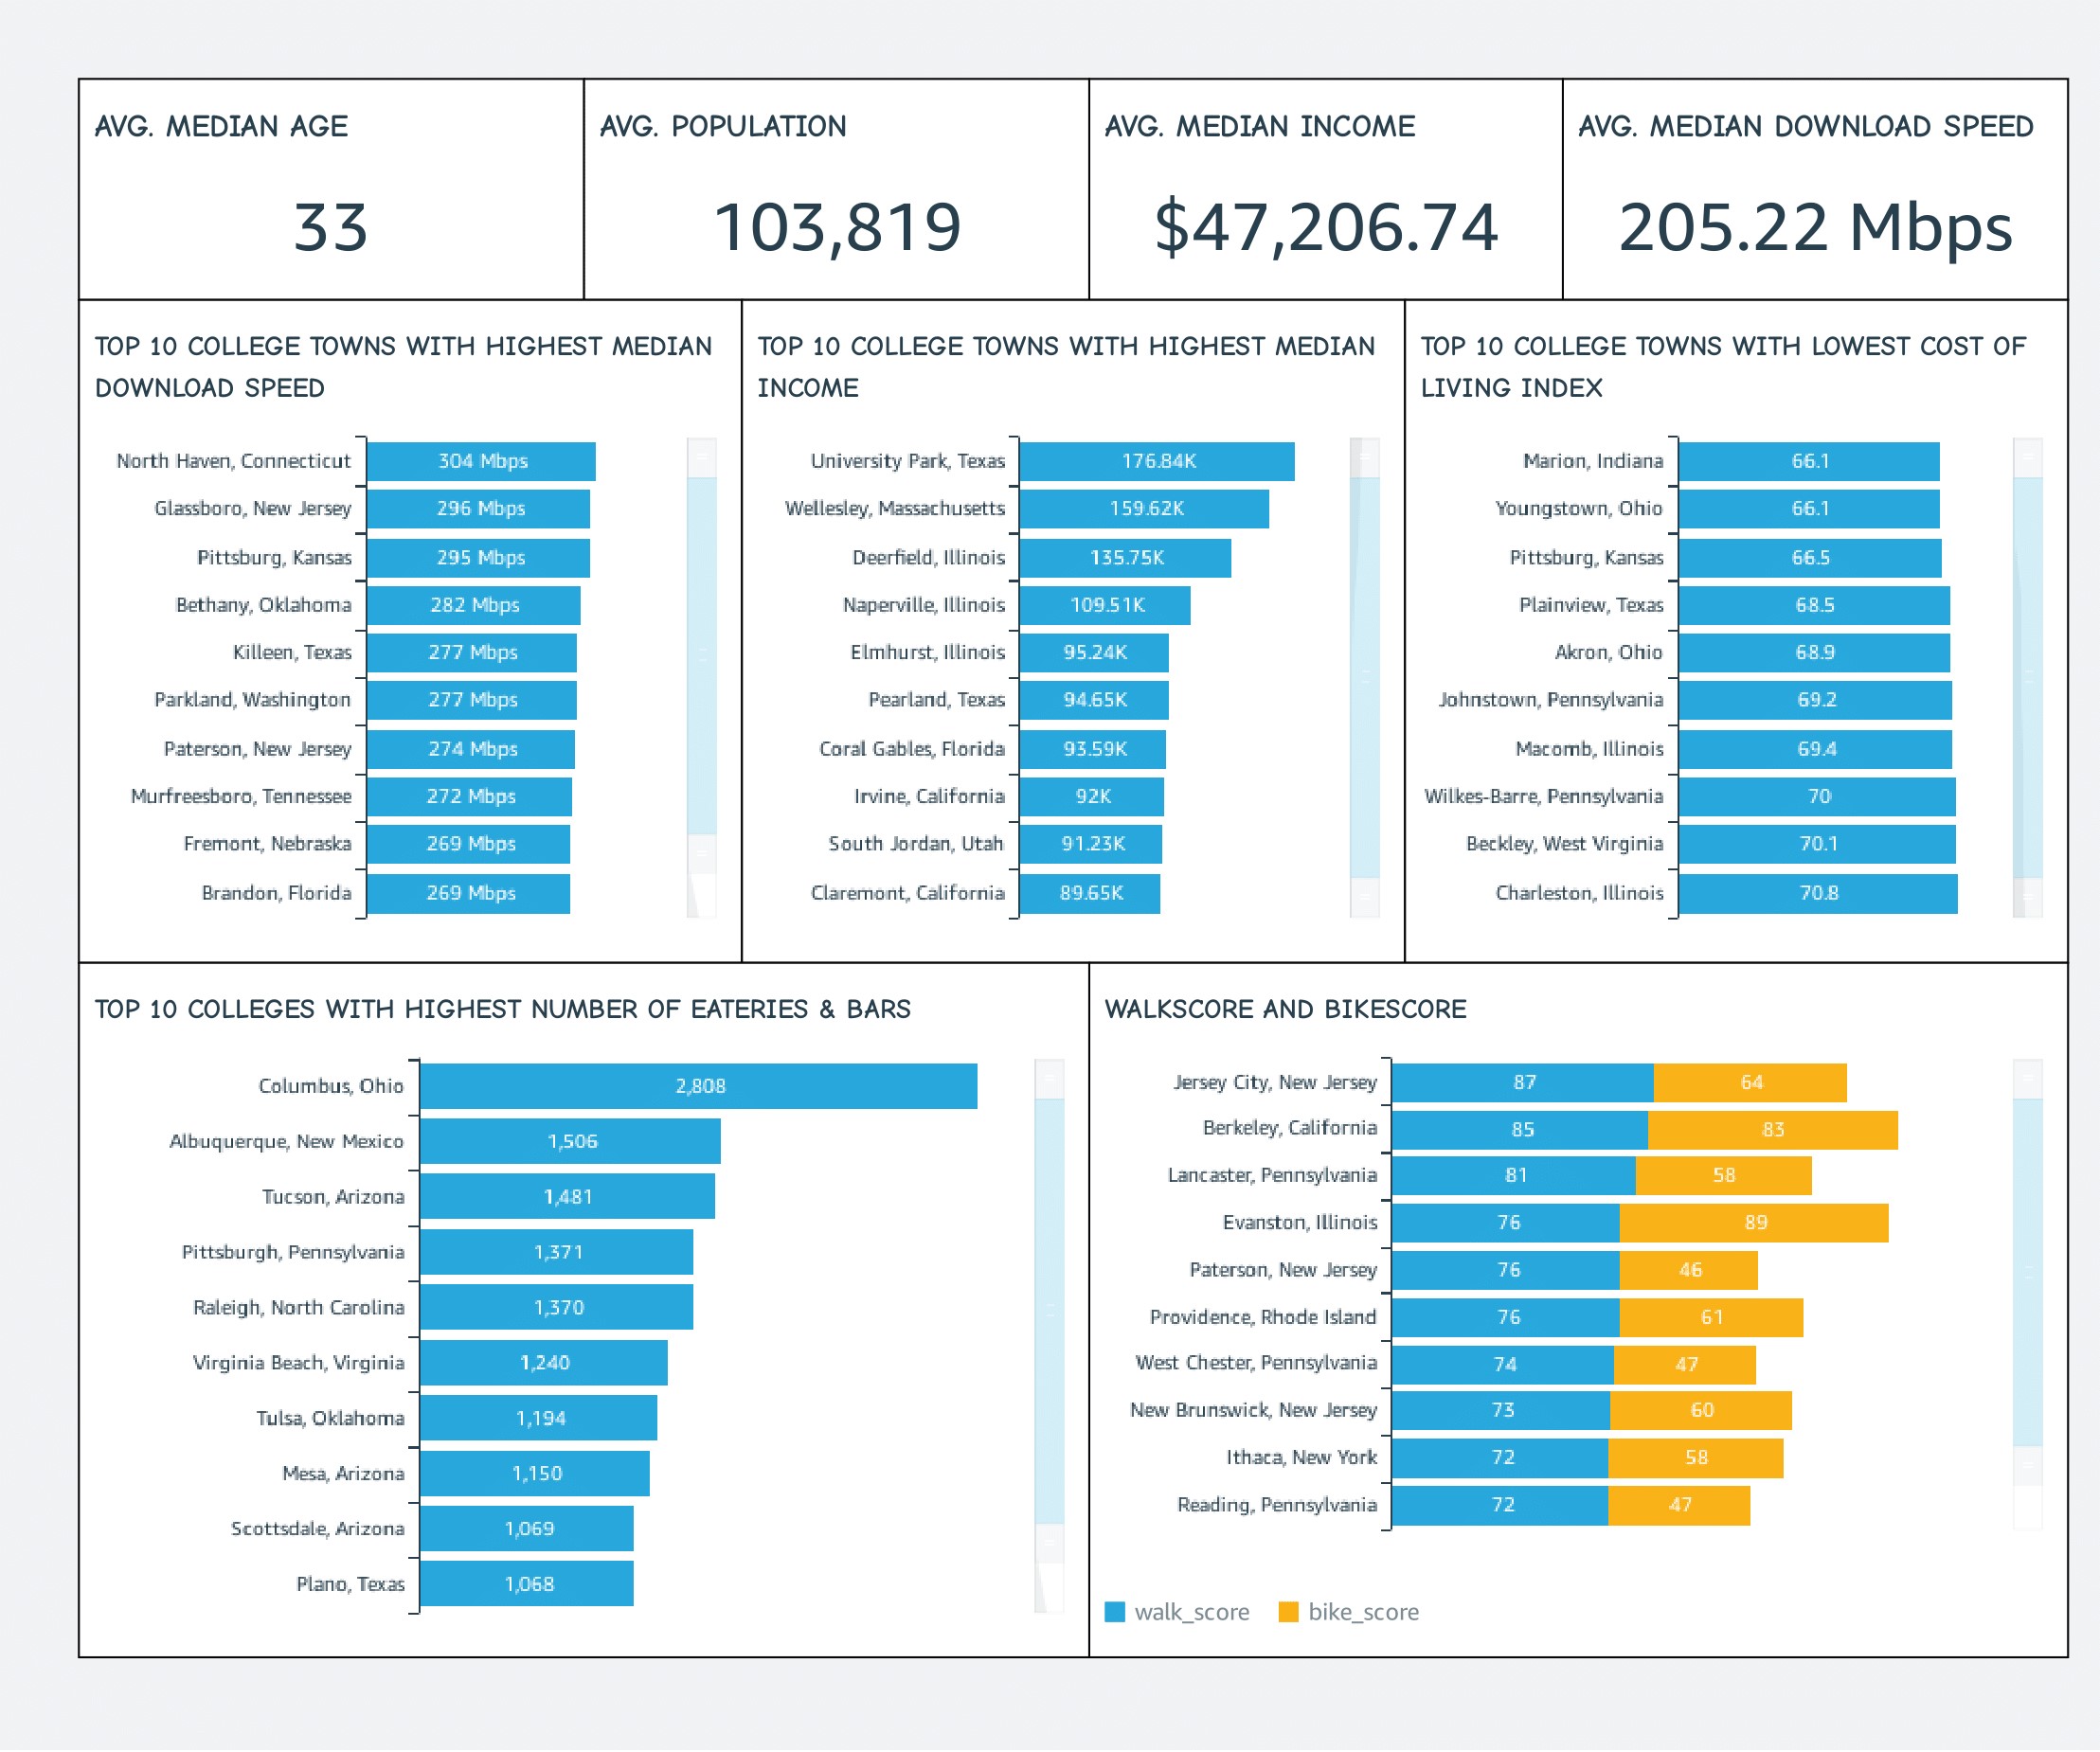 AVG. MEDIAN AGE
33
AVG. POPULATION
103,819
AVG. MEDIAN INCOME
$47,206.74
AVG. MEDIAN DOWNLOAD SPEED
205.22 Mbps
TOP 10 COLLEGE TOWNS WITH HIGHEST MEDIAN
DOWNLOAD SPEED
North Haven, Connecticut 304 Mbps
Glassboro, New Jersey 296 Mbps
Pittsburg, Kansas 295 Mbps
Bethany, Oklahoma 282 Mbps
Killeen, Texas 277 Mbps
Parkland, Washington 277 Mbps
Paterson, New Jersey 274 Mbps
Murfreesboro, Tennessee 272 Mbps
Fremont, Nebraska 269 Mbps
Brandon, Florida 269 Mbps
TOP 10 COLLEGE TOWNS WITH HIGHEST MEDIAN
INCOME
University Park, Texas 176.84K
Wellesley, Massachusetts 159.62K
Deerfield, Illinois 135.75K
Naperville, Illinois 109.51K
Elmhurst, Illinois 95.24K
Pearland, Texas 94.65K
Coral Gables, Florida 93.59K
Irvine, California 92K
South Jordan, Utah 91.23K
Claremont, California 89.65K
TOP 10 COLLEGE TOWNS WITH LOWEST COST OF
LIVING INDEX
Marion, Indiana 66.1
Youngstown, Ohio 66.1
Pittsburg, Kansas 66.5
Plainview, Texas 68.5
Akron, Ohio 68.9
Johnstown, Pennsylvania 69.2
Macomb, Illinois 69.4
Wilkes-Barre, Pennsylvania 70
Beckley, West Virginia 70.1
Charleston, Illinois 70.8
TOP 10 COLLEGES WITH HIGHEST NUMBER OF EATERIES & BARS
Columbus, Ohio 2,808
Albuquerque, New Mexico 1,506
Tucson, Arizona 1,481
Pittsburgh, Pennsylvania 1,371
Raleigh, North Carolina 1,370
Virginia Beach, Virginia 1,240
Tulsa, Oklahoma 1,194
Mesa, Arizona 1,150
Scottsdale, Arizona 1,069
Plano, Texas 1,068
WALKSCORE AND BIKESCORE
Jersey City, New Jersey 87 64
Berkeley, California 85 83
Lancaster, Pennsylvania 81 58
Evanston, Illinois 76 89
Paterson, New Jersey 76 46
Providence, Rhode Island 76 61
West Chester, Pennsylvania 74 47
New Brunswick, New Jersey 73 60
Ithaca, New York 72 58
Reading, Pennsylvania 72 47
walk_score bike_score